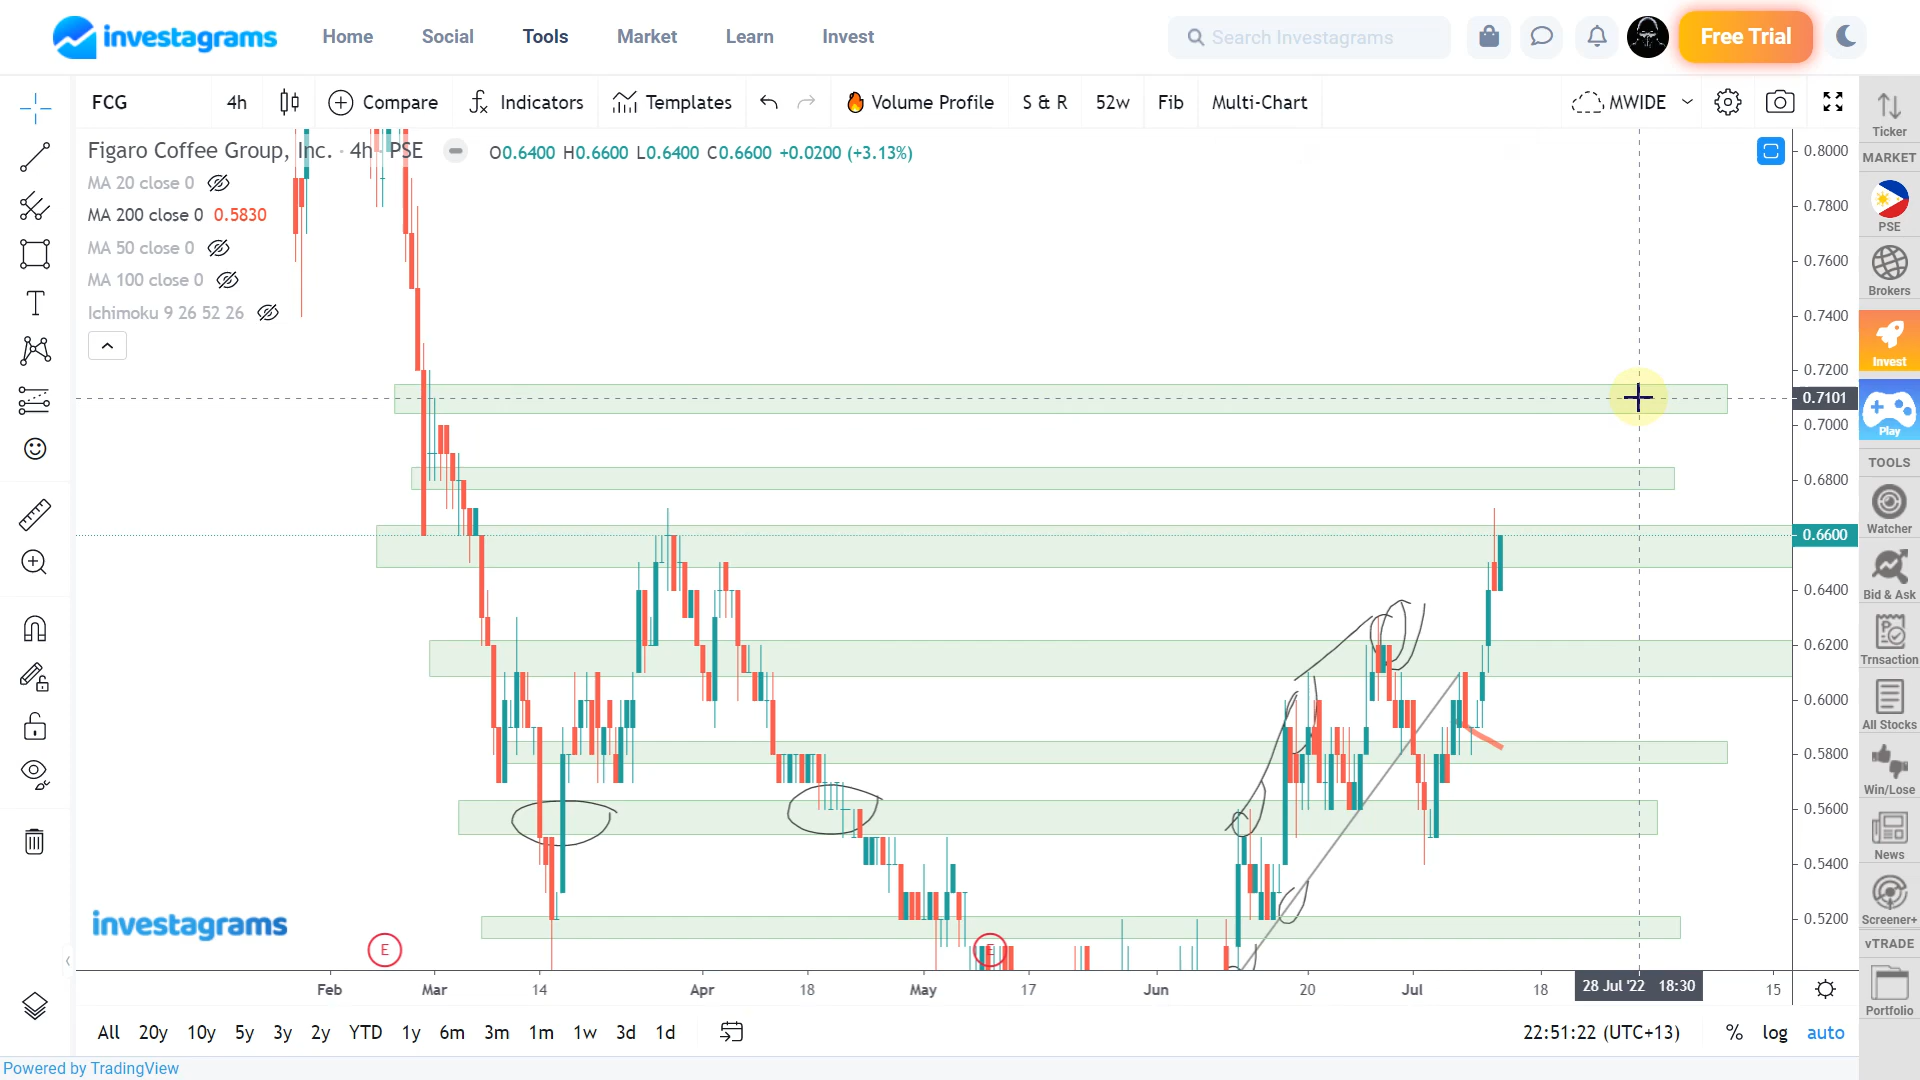 investagrams Home Social Tools Market Learn Invest Search Investagrams Free Trial
FCG 4h Compare Indicators Templates Volume Profile S & R 52w Fib Multi-Chart MWIDE
Figaro Coffee Group, Inc. · 4h · PSE O0.6400 H0.6600 L0.6400 C0.6600 +0.0200 (+3.13%)
MA 20 close 0
MA 200 close 0 0.5830
MA 50 close 0
MA 100 close 0
Ichimoku 9 26 52 26
0.8000
0.7800
0.7600
0.7400
0.7200
0.7101
0.7000
0.6800
0.6600
0.6400
0.6200
0.6000
0.5800
0.5600
0.5400
0.5200
investagrams
E E
Feb Mar 14 Apr 18 May 17 Jun 20 Jul 18 28 Jul '22 18:30 15
All 20y 10y 5y 3y 2y YTD 1y 6m 3m 1m 1w 3d 1d 22:51:22 (UTC+13) % log auto
Powered by TradingView
Ticker
MARKET
PSE
Brokers
Invest
Play
TOOLS
Watcher
Bid & Ask
Trnsaction
All Stocks
Win/Lose
News
Screener+
vTRADE
Portfolio